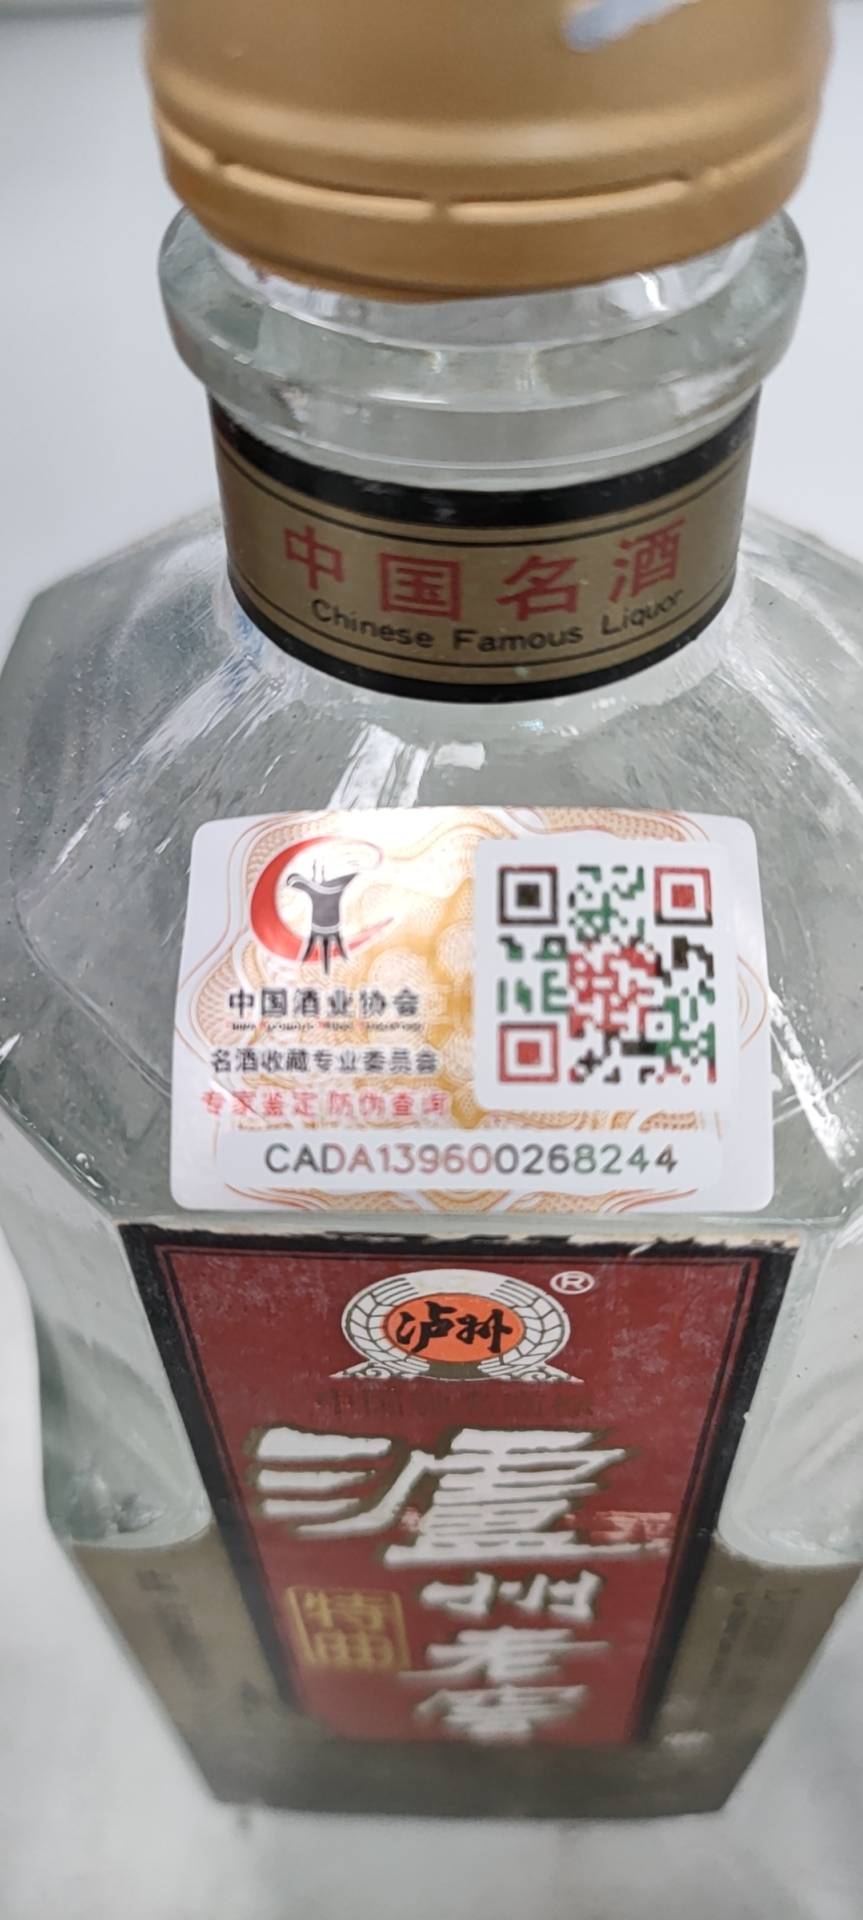 中国名酒
Chinese Famous Liquor
中国酒业协会
名酒收藏专业委员会
专家鉴定 防伪查询
CADA139600268244
®
泸州
瀘州老窖
特曲